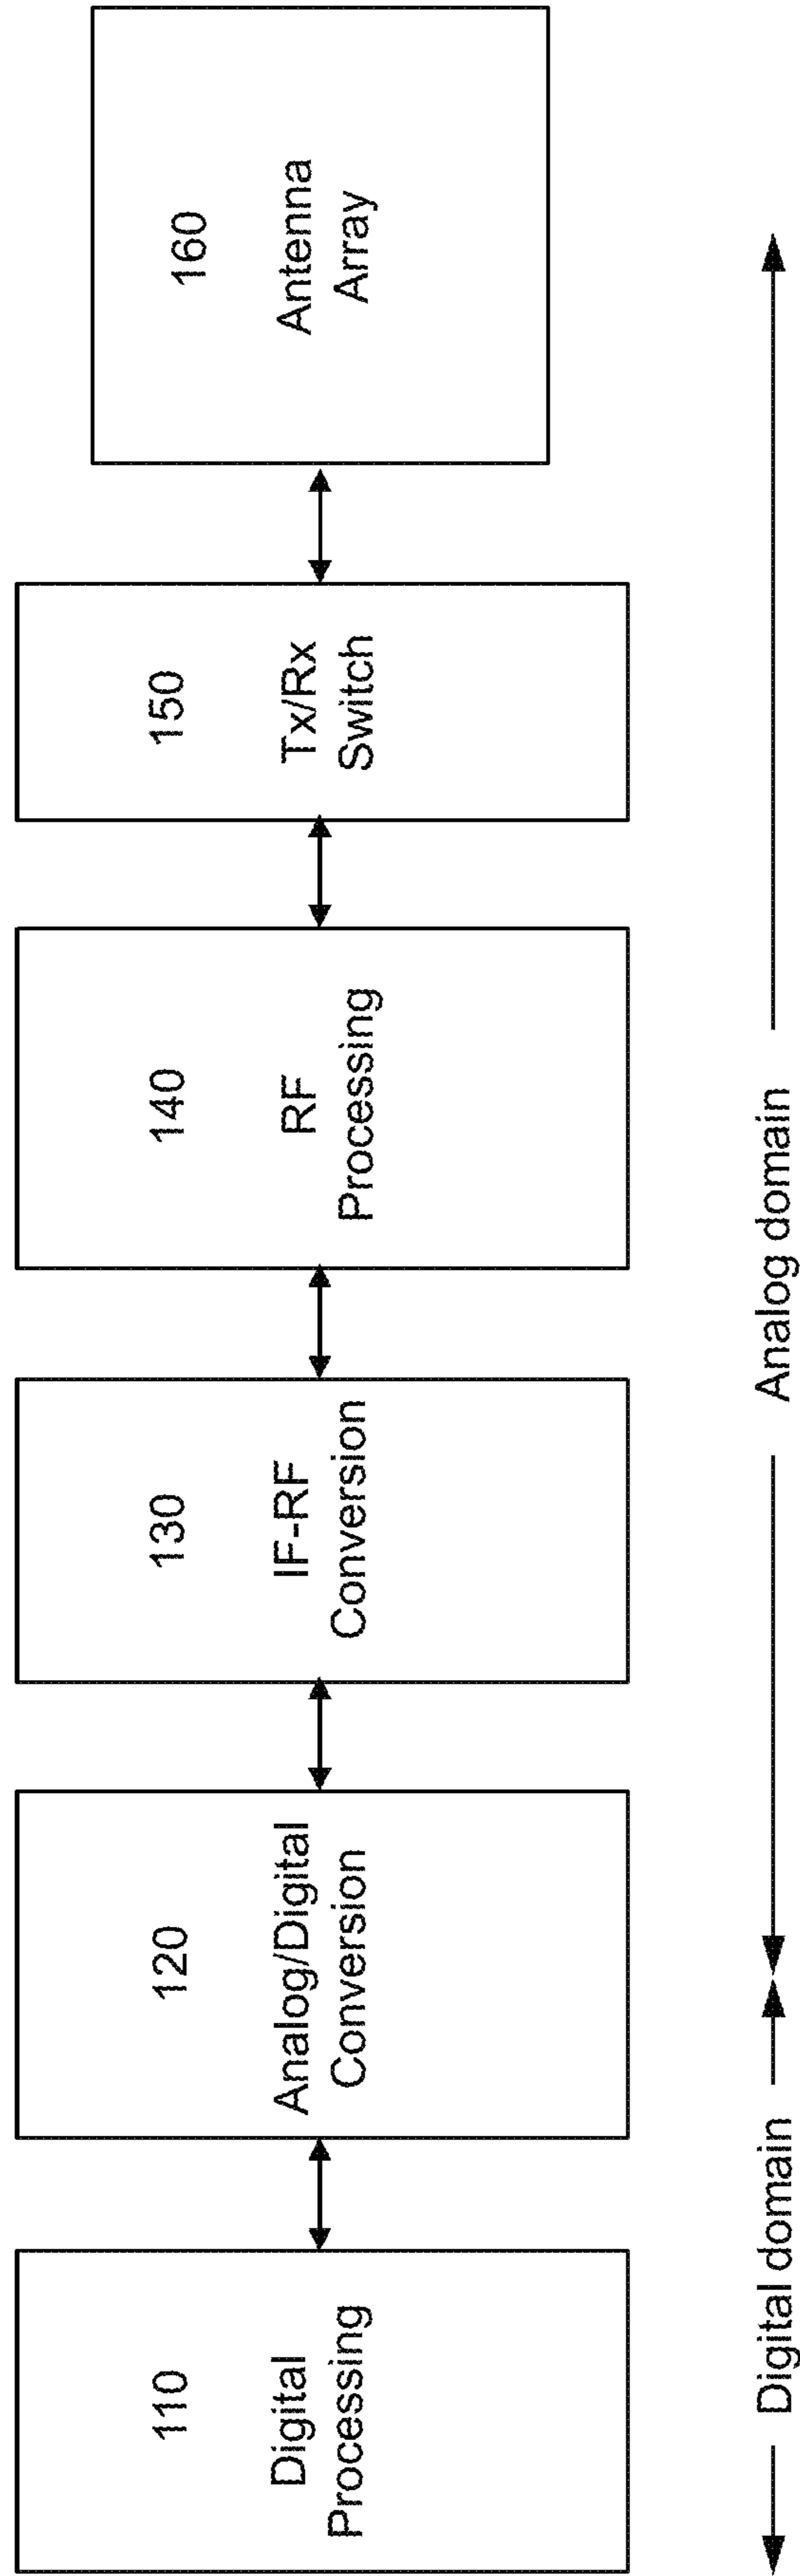 110
Digital
Processing
120
Analog/Digital
Conversion
130
IF-RF
Conversion
140
RF
Processing
150
Tx/Rx
Switch
160
Antenna
Array
Digital domain
Analog domain